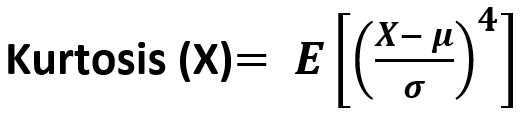 Kurtosis (X)= E[((X− μ)/σ)^4]